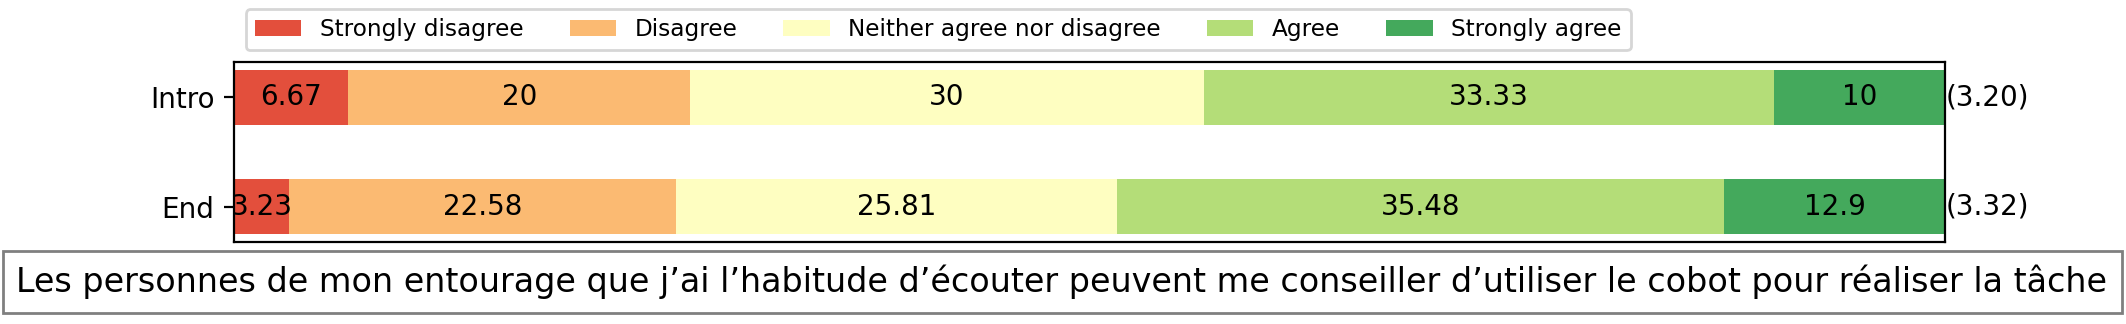 Strongly disagree Disagree Neither agree nor disagree Agree Strongly agree
Intro 6.67 20 30 33.33 10 (3.20)
End 3.23 22.58 25.81 35.48 12.9 (3.32)
Les personnes de mon entourage que j’ai l’habitude d’écouter peuvent me conseiller d’utiliser le cobot pour réaliser la tâche